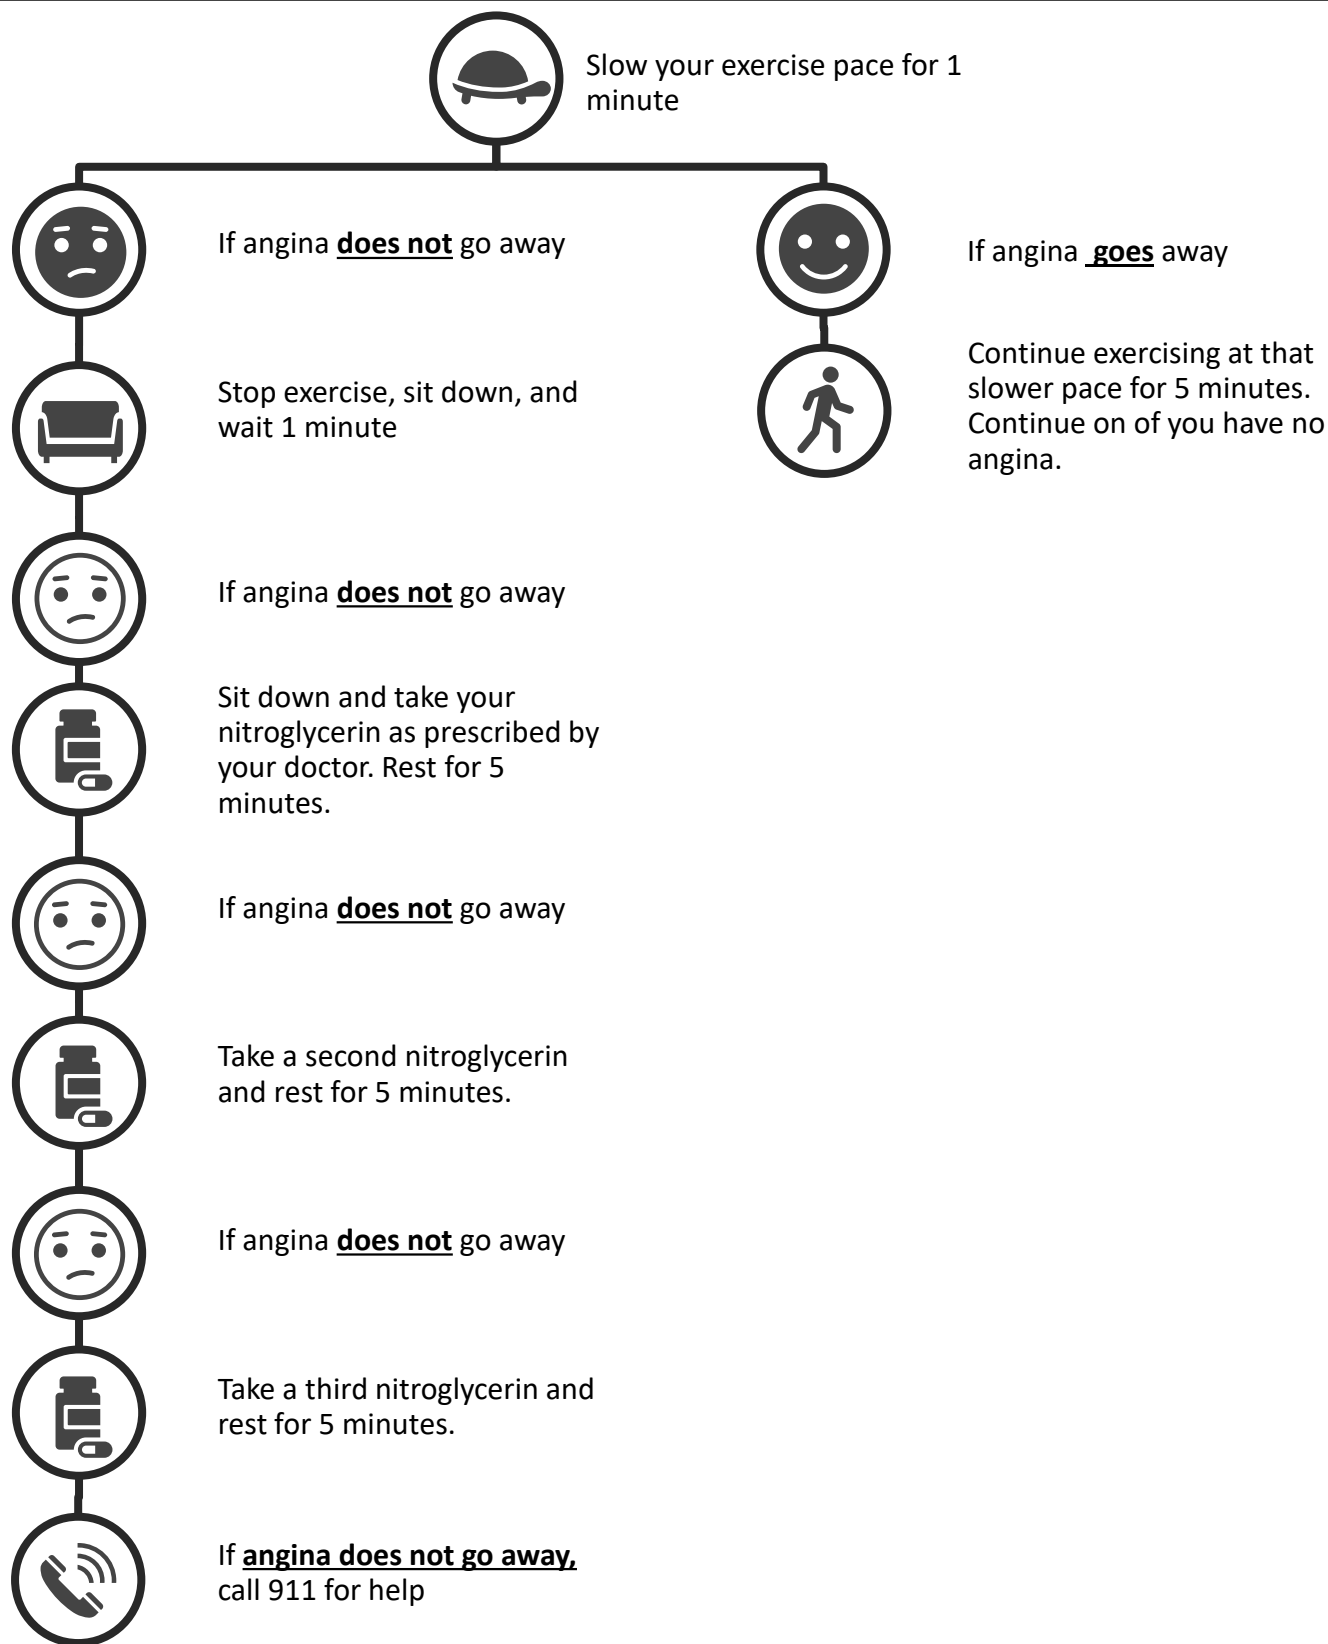 Slow your exercise pace for 1
minute
If angina does not go away
If angina goes away
Stop exercise, sit down, and
wait 1 minute
Continue exercising at that
slower pace for 5 minutes.
Continue on of you have no
angina.
If angina does not go away
Sit down and take your
nitroglycerin as prescribed by
your doctor. Rest for 5
minutes.
If angina does not go away
Take a second nitroglycerin
and rest for 5 minutes.
If angina does not go away
Take a third nitroglycerin and
rest for 5 minutes.
If angina does not go away,
call 911 for help